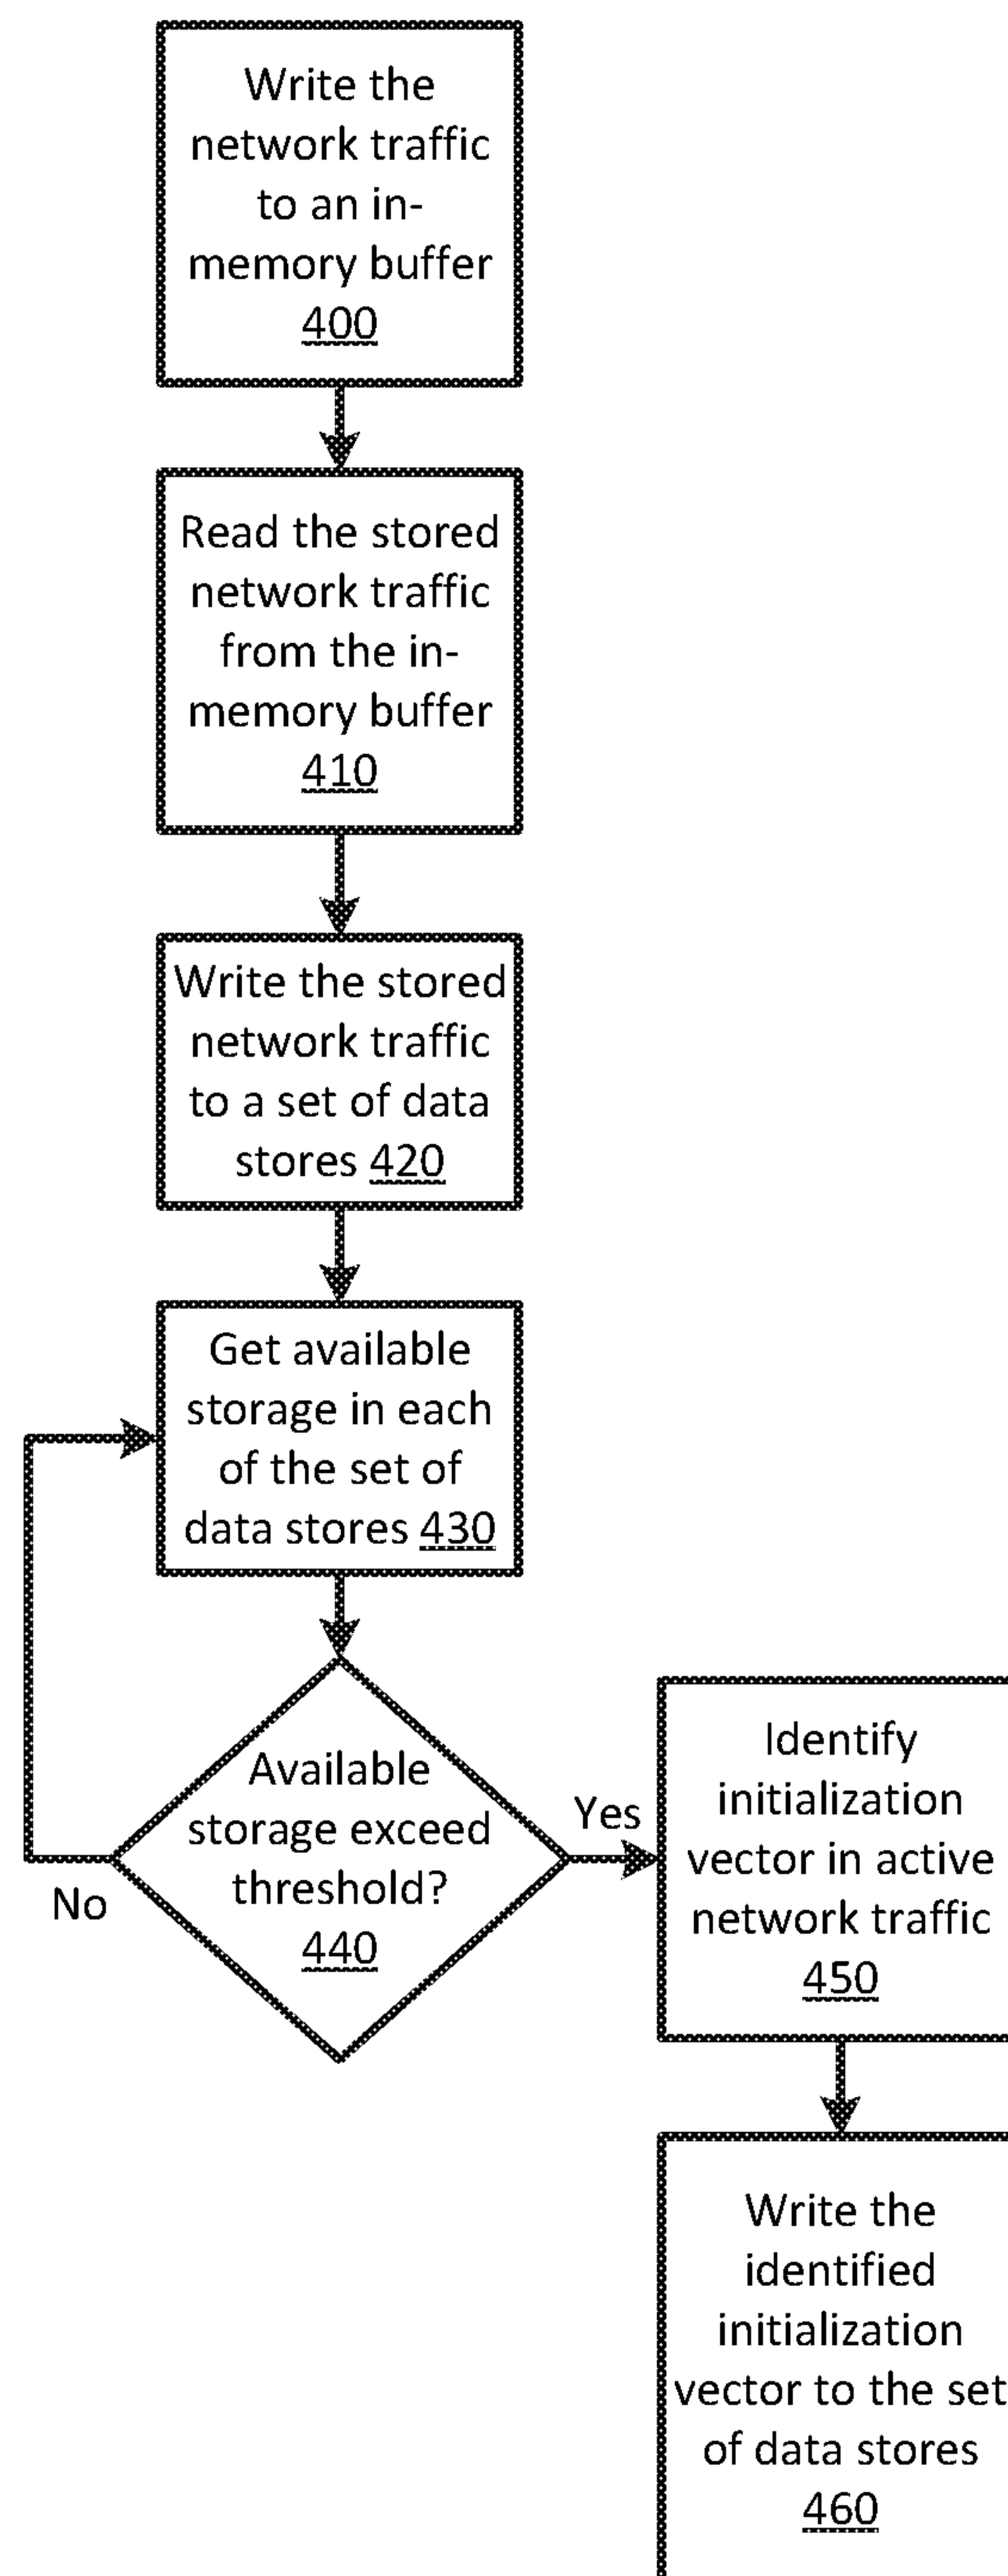 Write the
network traffic
to an in-
memory buffer
400
Read the stored
network traffic
from the in-
memory buffer
410
Write the stored
network traffic
to a set of data
stores 420
Get available
storage in each
of the set of
data stores 430
Available
storage exceed
threshold?
440
No
Yes
Identify
initialization
vector in active
network traffic
450
Write the
identified
initialization
vector to the set
of data stores
460